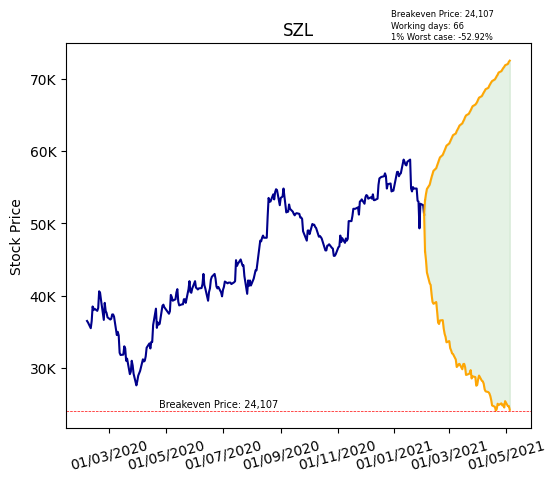 Breakeven Price: 24,107
Working days: 66
1% Worst case: -52.92%
SZL
Stock Price
70K
60K
50K
40K
30K
Breakeven Price: 24,107
01/03/2020
01/05/2020
01/07/2020
01/09/2020
01/11/2020
01/01/2021
01/03/2021
01/05/2021